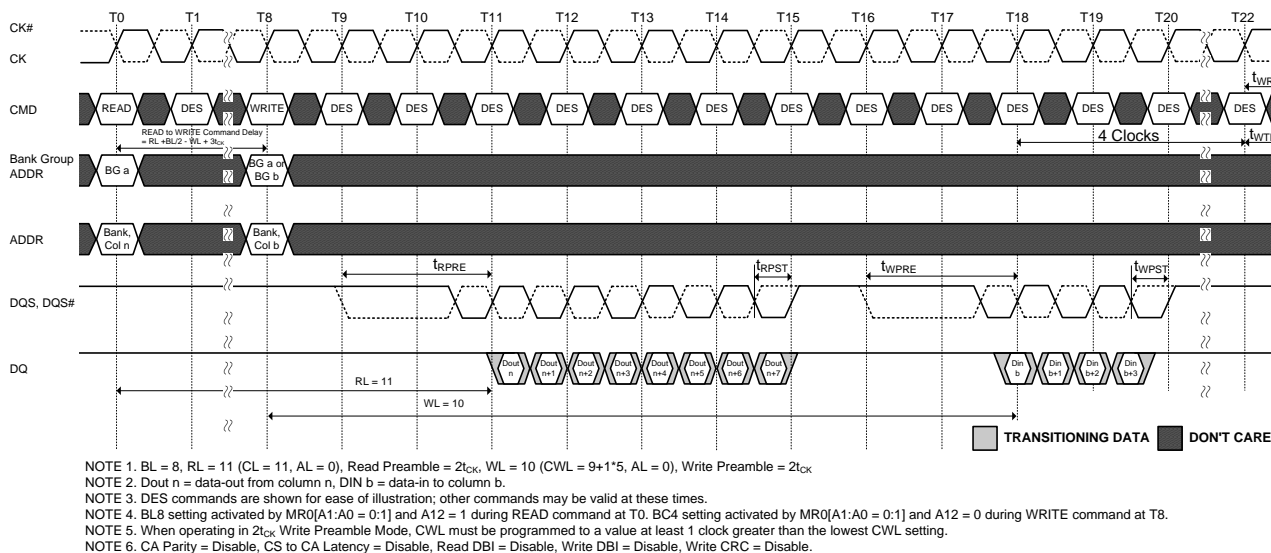 T0 T1 T8 T9 T10 T11 T12 T13 T14 T15 T16 T17 T18 T19 T20 T22
CK#
CK
tWR
CMD READ DES WRITE DES DES DES DES DES DES DES DES DES DES DES DES DES
READ to WRITE Command Delay
= RL +BL/2 - WL + 3tCK
4 Clocks tWT
Bank Group
ADDR
BG a
BG a or
BG b
ADDR
Bank,
Col n
Bank,
Col b
tRPRE tRPST tWPRE tWPST
DQS, DQS#
DQ
Dout
n
Dout
n+1
Dout
n+2
Dout
n+3
Dout
n+4
Dout
n+5
Dout
n+6
Dout
n+7
Din
b
Din
b+1
Din
b+2
Din
b+3
RL = 11
WL = 10
TRANSITIONING DATA DON'T CARE
NOTE 1. BL = 8, RL = 11 (CL = 11, AL = 0), Read Preamble = 2tCK, WL = 10 (CWL = 9+1*5, AL = 0), Write Preamble = 2tCK
NOTE 2. Dout n = data-out from column n, DIN b = data-in to column b.
NOTE 3. DES commands are shown for ease of illustration; other commands may be valid at these times.
NOTE 4. BL8 setting activated by MR0[A1:A0 = 0:1] and A12 = 1 during READ command at T0. BC4 setting activated by MR0[A1:A0 = 0:1] and A12 = 0 during WRITE command at T8.
NOTE 5. When operating in 2tCK Write Preamble Mode, CWL must be programmed to a value at least 1 clock greater than the lowest CWL setting.
NOTE 6. CA Parity = Disable, CS to CA Latency = Disable, Read DBI = Disable, Write DBI = Disable, Write CRC = Disable.